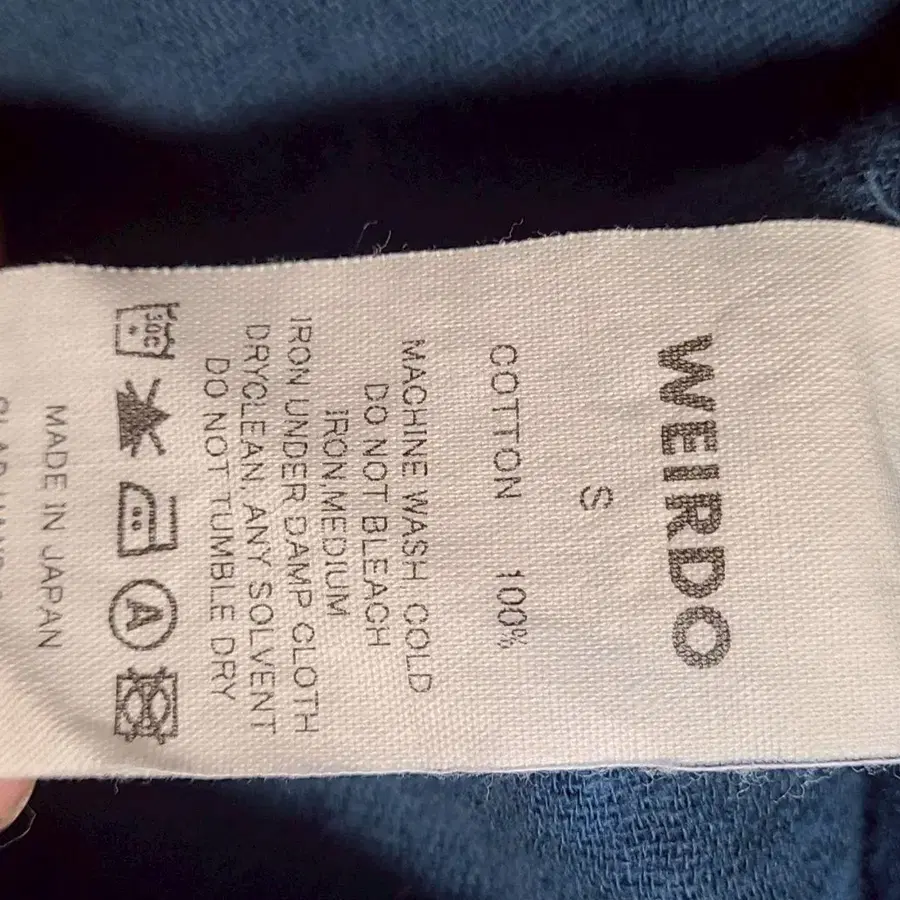 WEIRDO
S
COTTON 100%
MACHINE WASH, COLD
DO NOT BLEACH
IRON,MEDIUM
IRON UNDER DAMP CLOTH
DRYCLEAN, ANY SOLVENT
DO NOT TUMBLE DRY
30C
A
MADE IN JAPAN